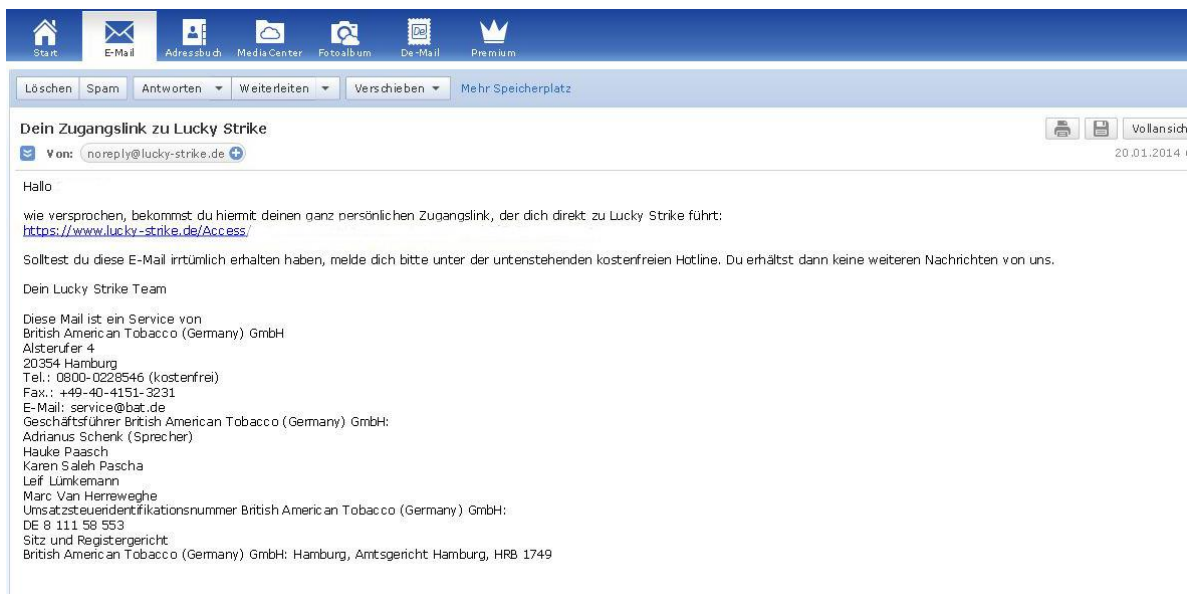 Start E-Mail Adressbuch MediaCenter Fotoalbum De-Mail Premium
Löschen Spam Antworten Weiterleiten Verschieben Mehr Speicherplatz
Dein Zugangslink zu Lucky Strike Vollansich
Von: noreply@lucky-strike.de 20.01.2014
Hallo
wie versprochen, bekommst du hiermit deinen ganz persönlichen Zugangslink, der dich direkt zu Lucky Strike führt:
https://www.lucky-strike.de/Access/
Solltest du diese E-Mail irrtümlich erhalten haben, melde dich bitte unter der untenstehenden kostenfreien Hotline. Du erhältst dann keine weiteren Nachrichten von uns.
Dein Lucky Strike Team
Diese Mail ist ein Service von
British American Tobacco (Germany) GmbH
Alsterufer 4
20354 Hamburg
Tel.: 0800-0228546 (kostenfrei)
Fax.: +49-40-4151-3231
E-Mail: service@bat.de
Geschäftsführer British American Tobacco (Germany) GmbH:
Adrianus Schenk (Sprecher)
Hauke Paasch
Karen Saleh Pascha
Leif Lümkemann
Marc Van Herreweghe
Umsatzsteueridentifikationsnummer British American Tobacco (Germany) GmbH:
DE 8 111 58 553
Sitz und Registergericht
British American Tobacco (Germany) GmbH: Hamburg, Amtsgericht Hamburg, HRB 1749